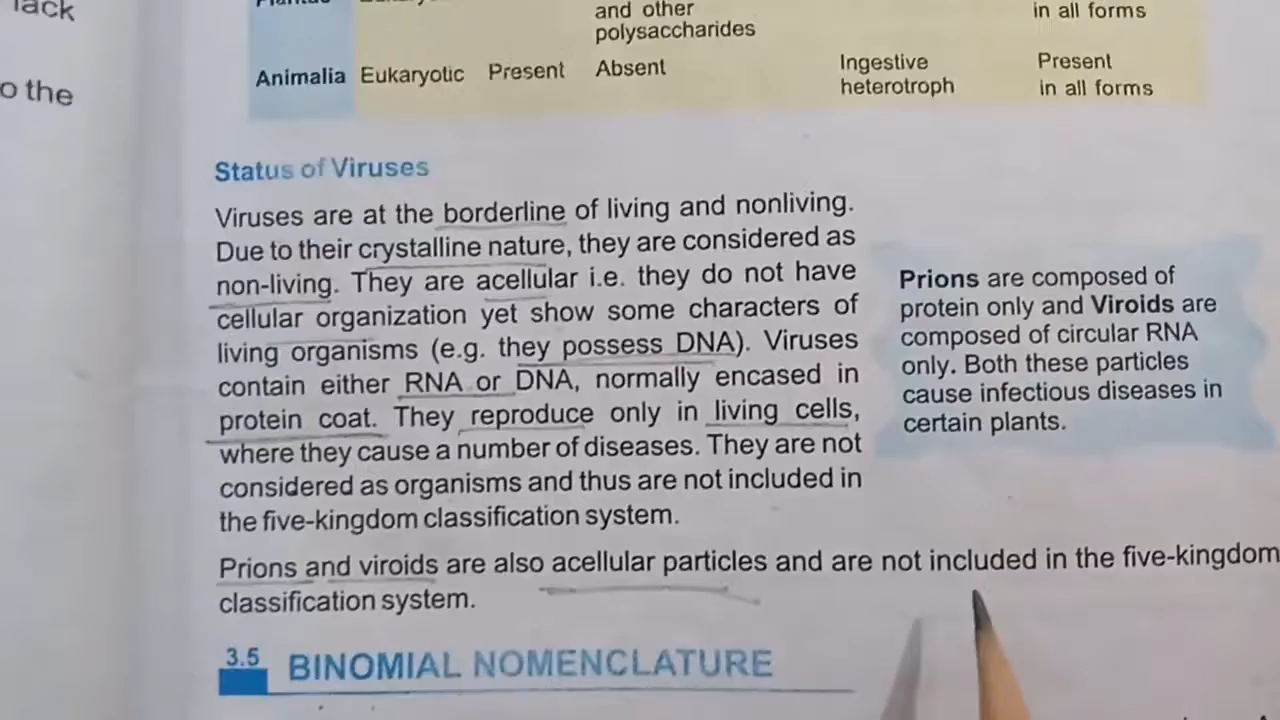 lack
o the
Plantae
and other
in all forms
polysaccharides
Animalia Eukaryotic Present Absent Ingestive Present
heterotroph in all forms
Status of Viruses
Viruses are at the borderline of living and nonliving.
Due to their crystalline nature, they are considered as
non-living. They are acellular i.e. they do not have
cellular organization yet show some characters of
living organisms (e.g. they possess DNA). Viruses
contain either RNA or DNA, normally encased in
protein coat. They reproduce only in living cells,
where they cause a number of diseases. They are not
considered as organisms and thus are not included in
the five-kingdom classification system.
Prions are composed of
protein only and Viroids are
composed of circular RNA
only. Both these particles
cause infectious diseases in
certain plants.
Prions and viroids are also acellular particles and are not included in the five-kingdom
classification system.
3.5 BINOMIAL NOMENCLATURE